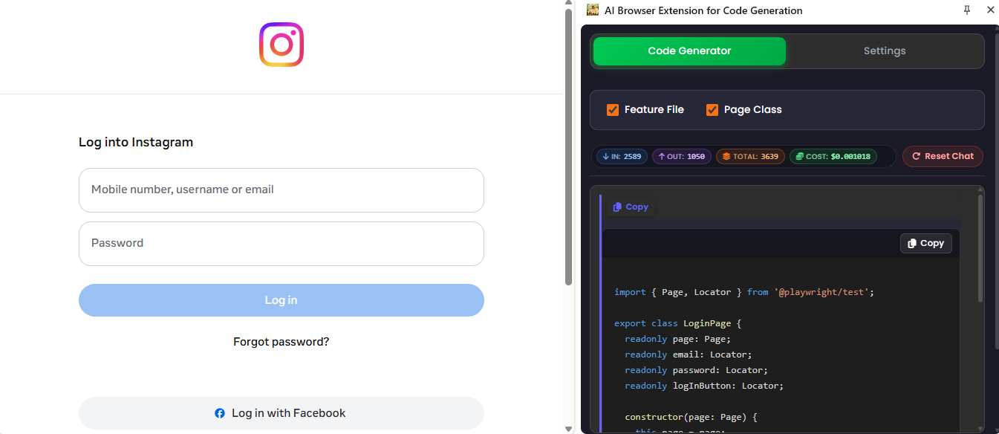 Log into Instagram
Mobile number, username or email
Password
Log in
Forgot password?
Log in with Facebook
AI Browser Extension for Code Generation
Code Generator
Settings
Feature File
Page Class
IN: 2589
OUT: 1050
TOTAL: 3639
COST: $0.001018
Reset Chat
Copy
Copy
import { Page, Locator } from '@playwright/test';
export class LoginPage {
readonly page: Page;
readonly email: Locator;
readonly password: Locator;
readonly logInButton: Locator;
constructor(page: Page) {
this.page = page;